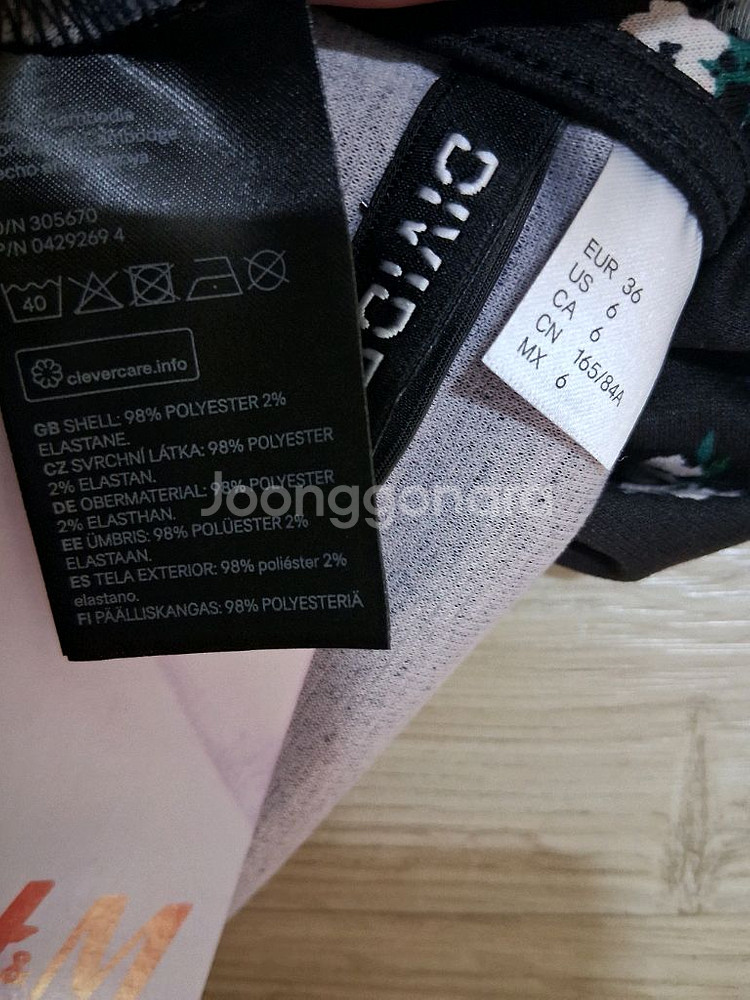 O/N 305670
P/N 0429269 4
40
clevercare.info
GB SHELL: 98% POLYESTER 2%
ELASTANE.
CZ SVRCHNÍ LÁTKA: 98% POLYESTER
2% ELASTAN.
DE OBERMATERIAL: 98% POLYESTER
2% ELASTHAN.
EE ÜMBRIS: 98% POLÜESTER 2%
ELASTAAN.
ES TELA EXTERIOR: 98% poliéster 2%
elastano.
FI PÄÄLLISKANGAS: 98% POLYESTERIÄ
DIVIDE
EUR 36
US 6
CA 6
CN 165/84A
MX 6
Joonggonara
&M